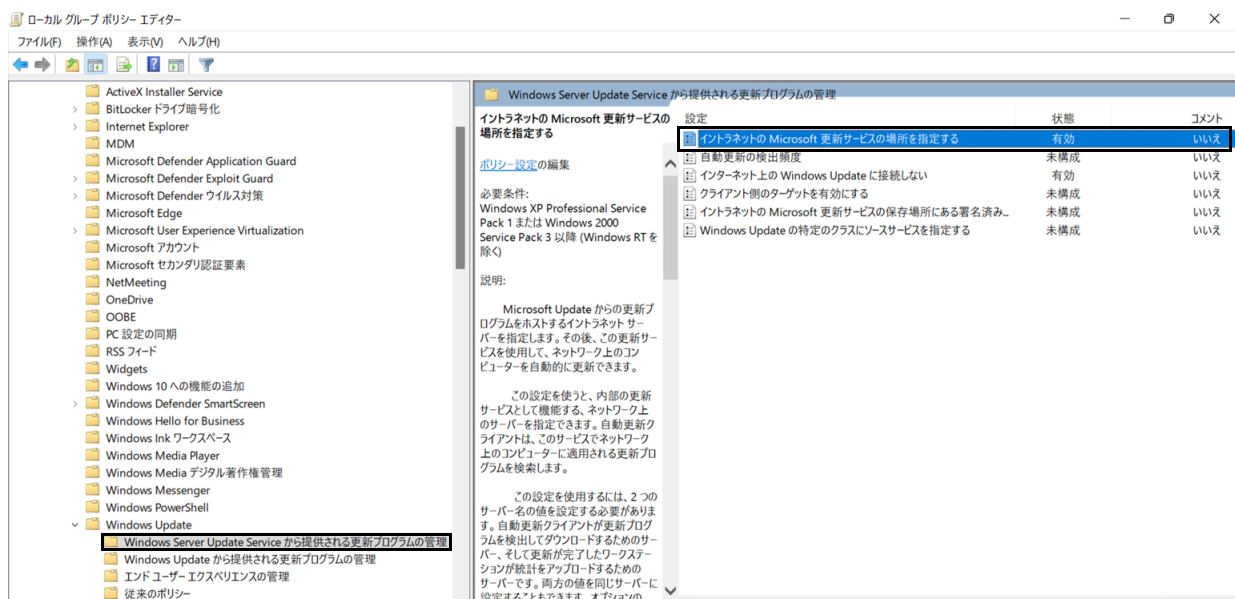 ローカル グループ ポリシー エディター
ファイル(F) 操作(A) 表示(V) ヘルプ(H)
ActiveX Installer Service
BitLocker ドライブ暗号化
Internet Explorer
MDM
Microsoft Defender Application Guard
Microsoft Defender Exploit Guard
Microsoft Defender ウイルス対策
Microsoft Edge
Microsoft User Experience Virtualization
Microsoft アカウント
Microsoft セカンダリ認証要素
NetMeeting
OneDrive
OOBE
PC 設定の同期
RSS フィード
Widgets
Windows 10 への機能の追加
Windows Defender SmartScreen
Windows Hello for Business
Windows Ink ワークスペース
Windows Media Player
Windows Media デジタル著作権管理
Windows Messenger
Windows PowerShell
Windows Update
Windows Server Update Service から提供される更新プログラムの管理
Windows Update から提供される更新プログラムの管理
エンド ユーザー エクスペリエンスの管理
従来のポリシー
Windows Server Update Service から提供される更新プログラムの管理
イントラネットの Microsoft 更新サービスの
場所を指定する
ポリシー設定の編集
必要条件:
Windows XP Professional Service
Pack 1 または Windows 2000
Service Pack 3 以降 (Windows RT を
除く)
説明:
Microsoft Update からの更新プ
ログラムをホストするイントラネット サー
バーを指定します。その後、この更新サー
ビスを使用して、ネットワーク上のコン
ピューターを自動的に更新できます。
この設定を使うと、内部の更新
サービスとして機能する、ネットワーク上
のサーバーを指定できます。自動更新ク
ライアントは、このサービスでネットワーク
上のコンピューターに適用される更新プロ
グラムを検索します。
この設定を使用するには、2 つの
サーバー名の値を設定する必要がありま
す。自動更新クライアントが更新プログ
ラムを検出してダウンロードするためのサー
バー、そして更新が完了したワークステー
ションが統計をアップロードするための
サーバーです。両方の値を同じサーバーに
設定することもできます。オプションの
設定 状態 コメント
イントラネットの Microsoft 更新サービスの場所を指定する 有効 いいえ
自動更新の検出頻度 未構成 いいえ
インターネット上の Windows Update に接続しない 有効 いいえ
クライアント側のターゲットを有効にする 未構成 いいえ
イントラネットの Microsoft 更新サービスの保存場所にある署名済み... 未構成 いいえ
Windows Update の特定のクラスにソースサービスを指定する 未構成 いいえ